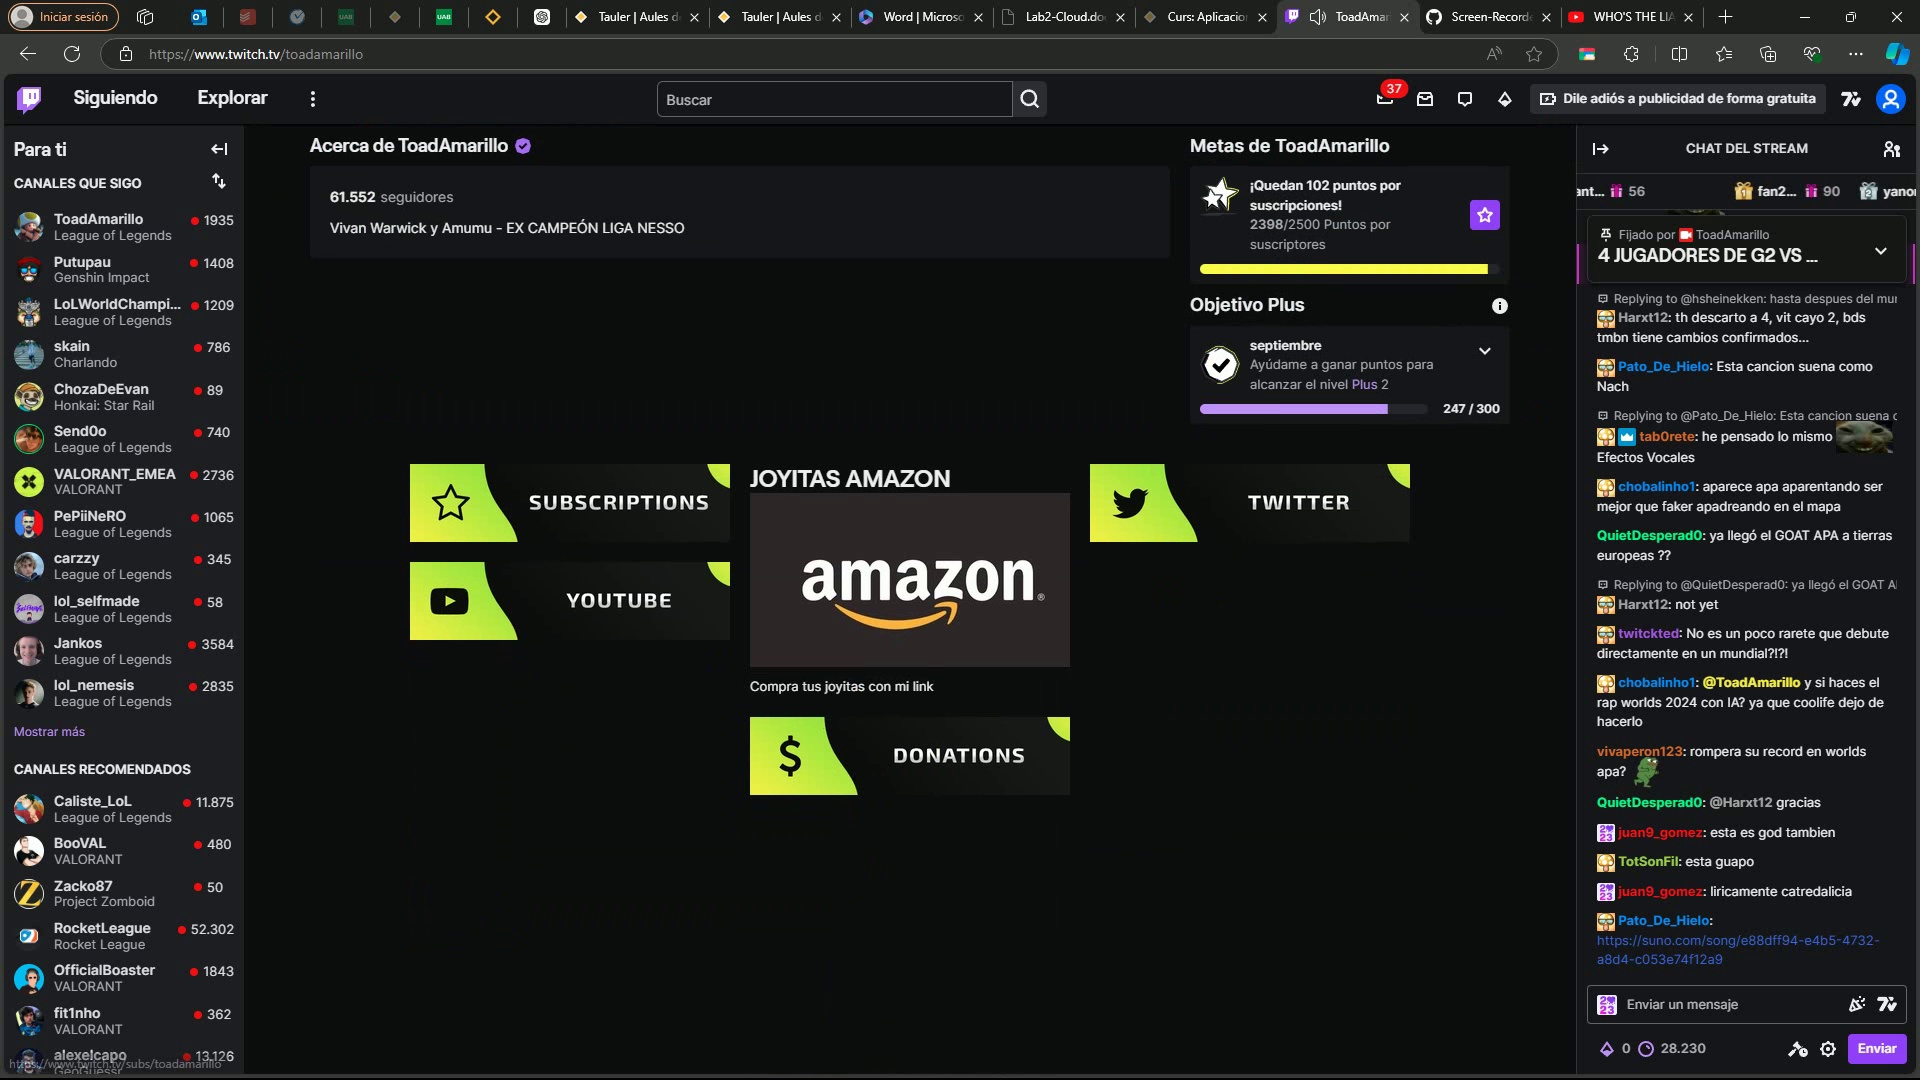 Iniciar sesión
Tauler | Aules d
Tauler | Aules d
Word | Microso
Lab2-Cloud.do
Curs: Aplicacio
ToadAmar
Screen-Recorde
WHO'S THE LIA
https://www.twitch.tv/toadamarillo
Siguiendo
Explorar
Buscar
37
Dile adiós a publicidad de forma gratuita
Para ti
CANALES QUE SIGO
ToadAmarillo 1935
League of Legends
Putupau 1408
Genshin Impact
LoLWorldChampi... 1209
League of Legends
skain 786
Charlando
ChozaDeEvan 89
Honkai: Star Rail
Send0o 740
League of Legends
VALORANT_EMEA 2736
VALORANT
PePiiNeRO 1065
League of Legends
carzzy 345
League of Legends
lol_selfmade 58
League of Legends
Jankos 3584
League of Legends
lol_nemesis 2835
League of Legends
Mostrar más
CANALES RECOMENDADOS
Caliste_LoL 11.875
League of Legends
BooVAL 480
VALORANT
Zacko87 50
Project Zomboid
RocketLeague 52.302
Rocket League
OfficialBoaster 1843
VALORANT
fit1nho 362
VALORANT
alexelcapo 13.126
GeoGuessr
https://www.twitch.tv/subs/toadamarillo
Acerca de ToadAmarillo
61.552 seguidores
Vivan Warwick y Amumu - EX CAMPEÓN LIGA NESSO
Metas de ToadAmarillo
¡Quedan 102 puntos por
suscripciones!
2398/2500 Puntos por
suscriptores
Objetivo Plus
septiembre
Ayúdame a ganar puntos para
alcanzar el nivel Plus 2
247 / 300
SUBSCRIPTIONS
YOUTUBE
JOYITAS AMAZON
amazon
Compra tus joyitas con mi link
DONATIONS
TWITTER
CHAT DEL STREAM
ant... 56
fan2... 90
yanor
Fijado por ToadAmarillo
4 JUGADORES DE G2 VS ...
Replying to @hsheinekken: hasta despues del mun
Harxt12: th descarto a 4, vit cayo 2, bds
tmbn tiene cambios confirmados...
Pato_De_Hielo: Esta cancion suena como
Nach
Replying to @Pato_De_Hielo: Esta cancion suena c
tab0rete: he pensado lo mismo
Efectos Vocales
chobalinho1: aparece apa aparentando ser
mejor que faker apadreando en el mapa
QuietDesperad0: ya llegó el GOAT APA a tierras
europeas ??
Replying to @QuietDesperad0: ya llegó el GOAT A
Harxt12: not yet
twitckted: No es un poco rarete que debute
directamente en un mundial?!?!
chobalinho1: @ToadAmarillo y si haces el
rap worlds 2024 con IA? ya que coolife dejo de
hacerlo
vivaperon123: rompera su record en worlds
apa?
QuietDesperad0: @Harxt12 gracias
juan9_gomez: esta es god tambien
TotSonFil: esta guapo
juan9_gomez: liricamente catredalicia
Pato_De_Hielo:
https://suno.com/song/e88dff94-e4b5-4732-
a8d4-c053e74f12a9
Enviar un mensaje
0 28.230
Enviar